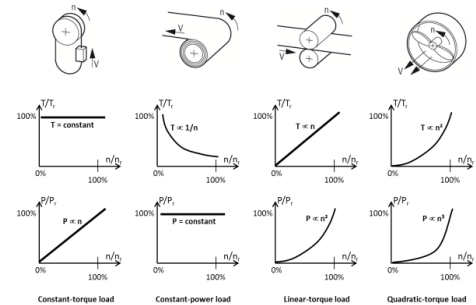 n
n
n
n
V
V
V
V
T/Tᵣ
T/Tᵣ
T/Tᵣ
T/Tᵣ
100%
T = constant
100%
T ∝ 1/n
100%
T ∝ n
100%
T ∝ n²
n/nᵣ
n/nᵣ
n/nᵣ
n/nᵣ
0% 100%
0% 100%
0% 100%
0% 100%
P/Pᵣ
P/Pᵣ
P/Pᵣ
P/Pᵣ
100%
P ∝ n
100%
P = constant
100%
P ∝ n²
100%
P ∝ n³
n/nᵣ
n/nᵣ
n/nᵣ
n/nᵣ
0% 100%
0% 100%
0% 100%
0% 100%
Constant-torque load
Constant-power load
Linear-torque load
Quadratic-torque load